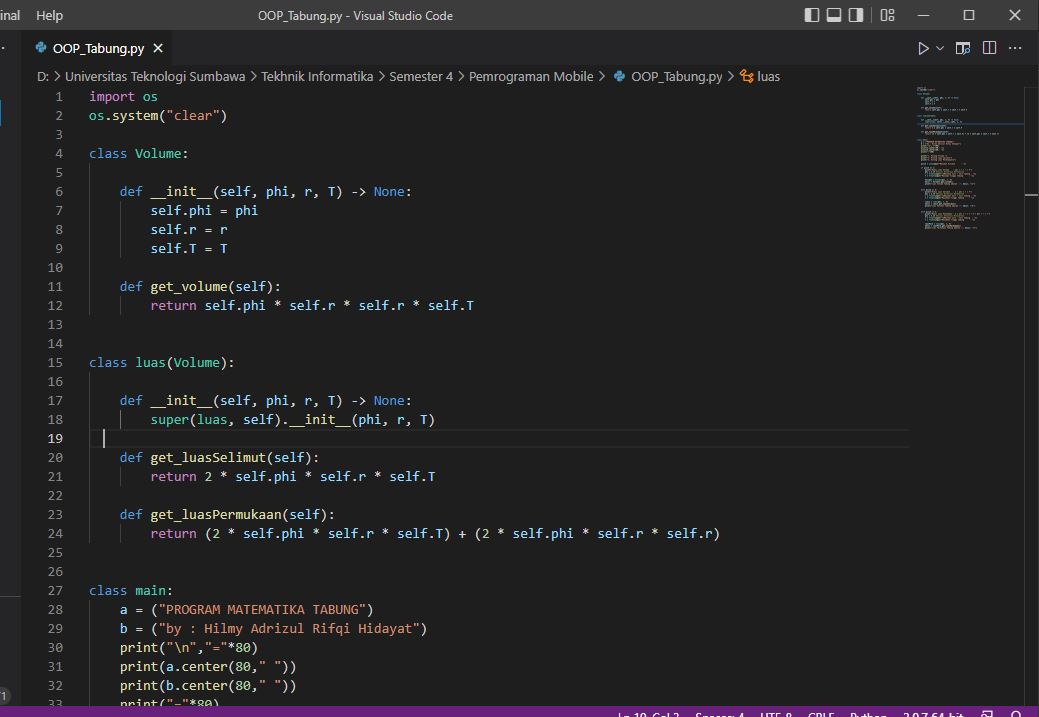 inal Help OOP_Tabung.py - Visual Studio Code
OOP_Tabung.py
D: > Universitas Teknologi Sumbawa > Tekhnik Informatika > Semester 4 > Pemrograman Mobile > OOP_Tabung.py > luas
1 import os
2 os.system("clear")
3
4 class Volume:
5
6 def __init__(self, phi, r, T) -> None:
7 self.phi = phi
8 self.r = r
9 self.T = T
10
11 def get_volume(self):
12 return self.phi * self.r * self.r * self.T
13
14
15 class luas(Volume):
16
17 def __init__(self, phi, r, T) -> None:
18 super(luas, self).__init__(phi, r, T)
19
20 def get_luasSelimut(self):
21 return 2 * self.phi * self.r * self.T
22
23 def get_luasPermukaan(self):
24 return (2 * self.phi * self.r * self.T) + (2 * self.phi * self.r * self.r)
25
26
27 class main:
28 a = ("PROGRAM MATEMATIKA TABUNG")
29 b = ("by : Hilmy Adrizul Rifqi Hidayat")
30 print("\n","="*80)
31 print(a.center(80," "))
32 print(b.center(80," "))
33 print("="*80)
Ln 19, Col 3 Spaces: 4 UTF-8 CRLF Python 3.9.7 64-bit